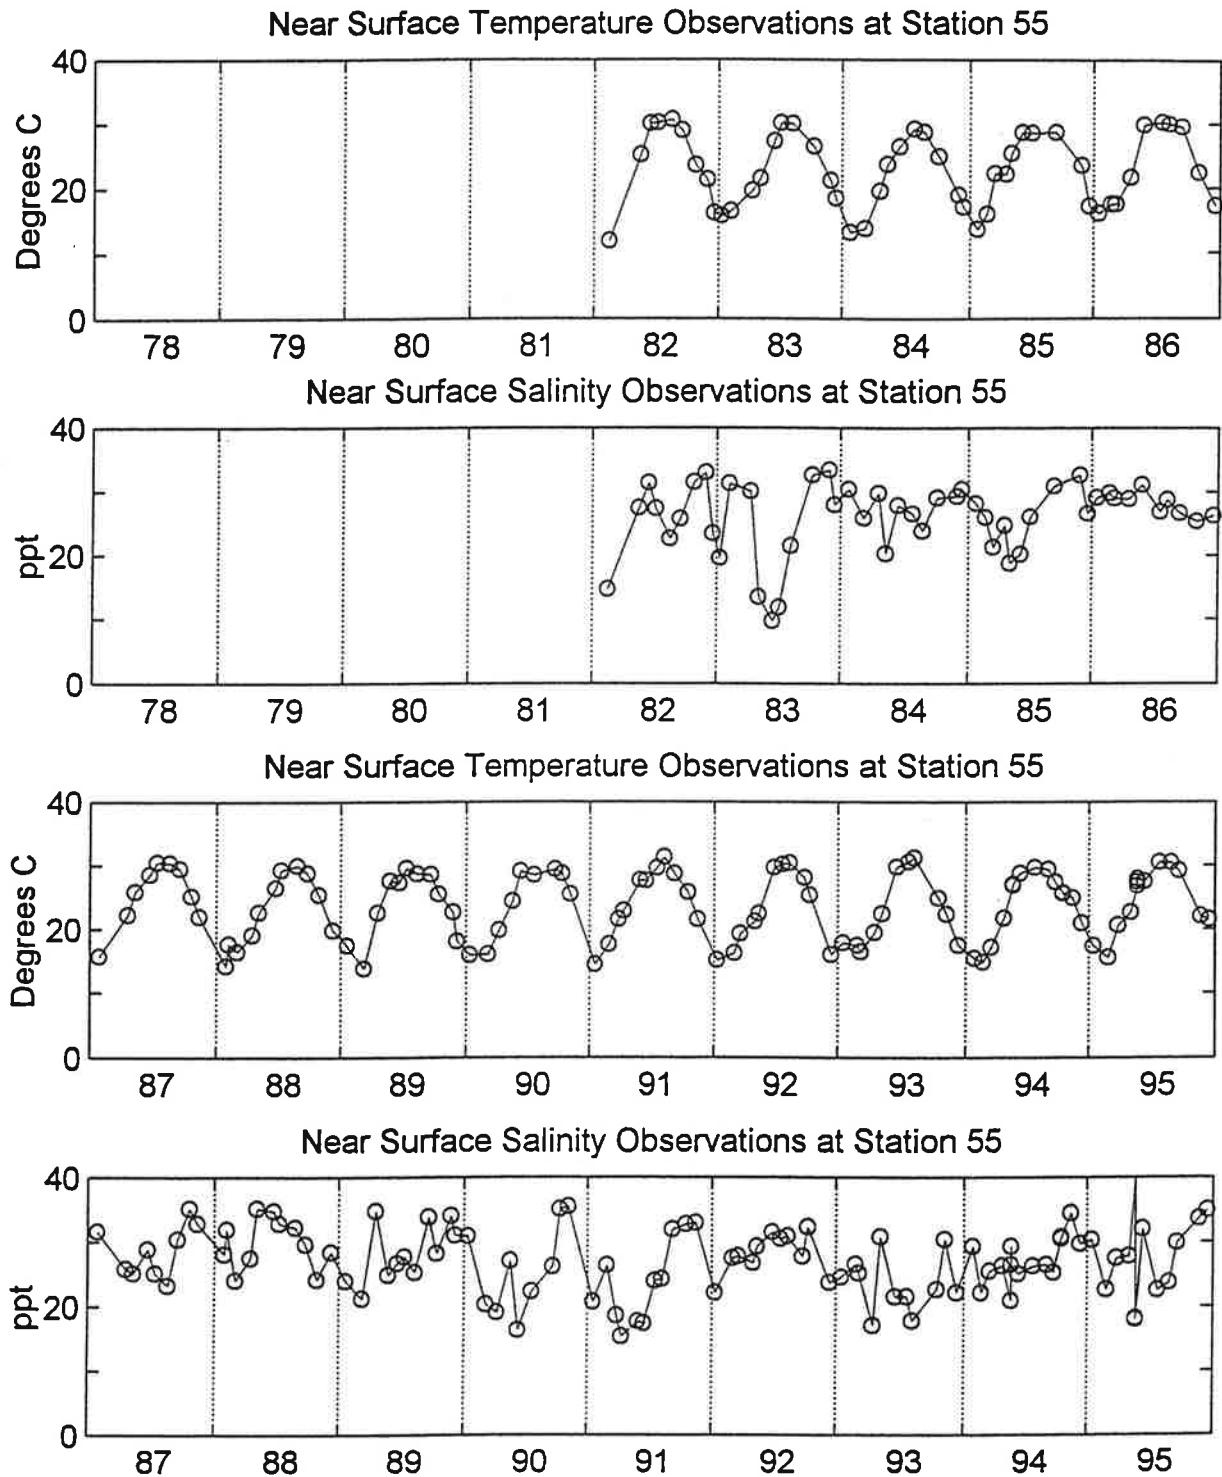 Near Surface Temperature Observations at Station 55
40
20
0
Degrees C
78 79 80 81 82 83 84 85 86
Near Surface Salinity Observations at Station 55
40
20
0
ppt
78 79 80 81 82 83 84 85 86
Near Surface Temperature Observations at Station 55
40
20
0
Degrees C
87 88 89 90 91 92 93 94 95
Near Surface Salinity Observations at Station 55
40
20
0
ppt
87 88 89 90 91 92 93 94 95